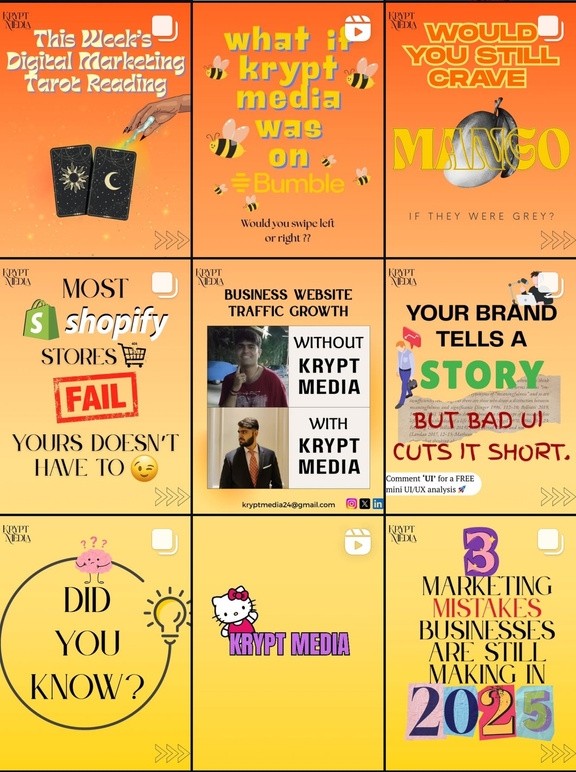 KRYPT
MEDIA
This Week's
Digital Marketing
Tarot Reading
what if
krypt
media
was
on
Bumble
Would you swipe left
or right ??
KRYPT
MEDIA
WOULD
YOU STILL
CRAVE
MANGO
IF THEY WERE GREY?
KRYPT
MEDIA
MOST
shopify
STORES
FAIL
YOURS DOESN'T
HAVE TO
KRYPT
MEDIA
BUSINESS WEBSITE
TRAFFIC GROWTH
WITHOUT
KRYPT
MEDIA
WITH
KRYPT
MEDIA
kryptmedia24@gmail.com
KRYPT
MEDIA
YOUR BRAND
TELLS A
STORY
BUT BAD UI
CUTS IT SHORT.
Comment 'UI' for a FREE
mini UI/UX analysis
KRYPT
MEDIA
DID
YOU
KNOW?
KRYPT MEDIA
KRYPT
MEDIA
3
MARKETING
MISTAKES
BUSINESSES
ARE STILL
MAKING IN
2025